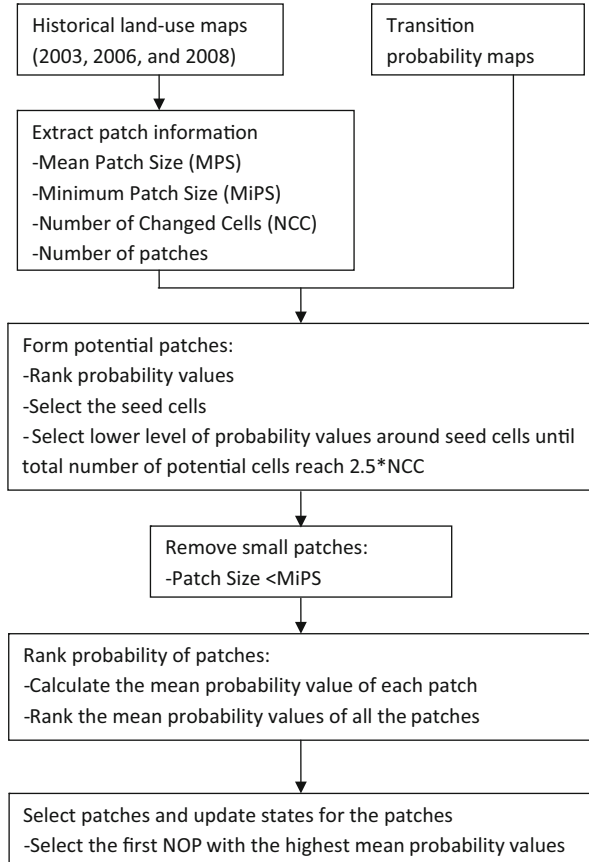 Historical land-use maps
(2003, 2006, and 2008)
Transition
probability maps
Extract patch information
-Mean Patch Size (MPS)
-Minimum Patch Size (MiPS)
-Number of Changed Cells (NCC)
-Number of patches
Form potential patches:
-Rank probability values
-Select the seed cells
-Select lower level of probability values around seed cells until
total number of potential cells reach 2.5*NCC
Remove small patches:
-Patch Size <MiPS
Rank probability of patches:
-Calculate the mean probability value of each patch
-Rank the mean probability values of all the patches
Select patches and update states for the patches
-Select the first NOP with the highest mean probability values